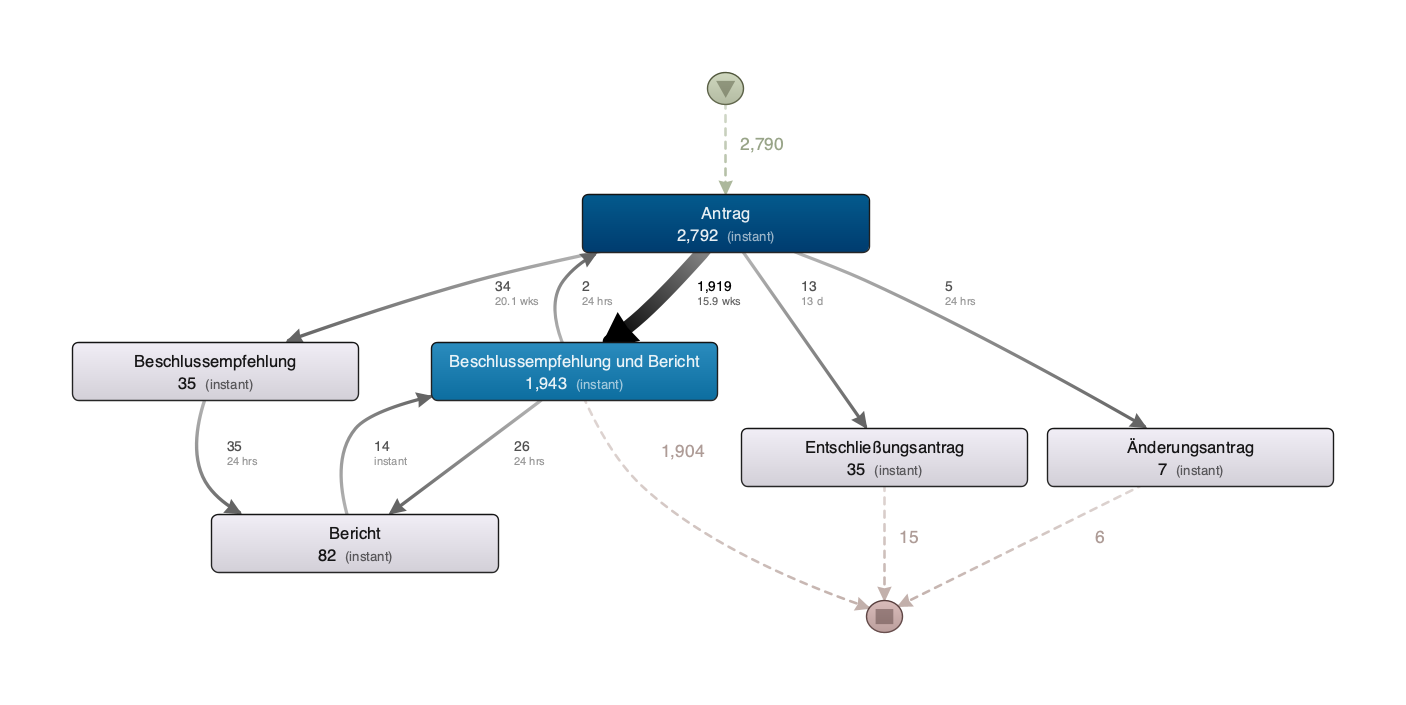 2,790
Antrag
2,792 (instant)
34
20.1 wks
2
24 hrs
1,919
15.9 wks
13
13 d
5
24 hrs
Beschlussempfehlung
35 (instant)
Beschlussempfehlung und Bericht
1,943 (instant)
35
24 hrs
14
instant
26
24 hrs
1,904
Entschließungsantrag
35 (instant)
Änderungsantrag
7 (instant)
Bericht
82 (instant)
15
6